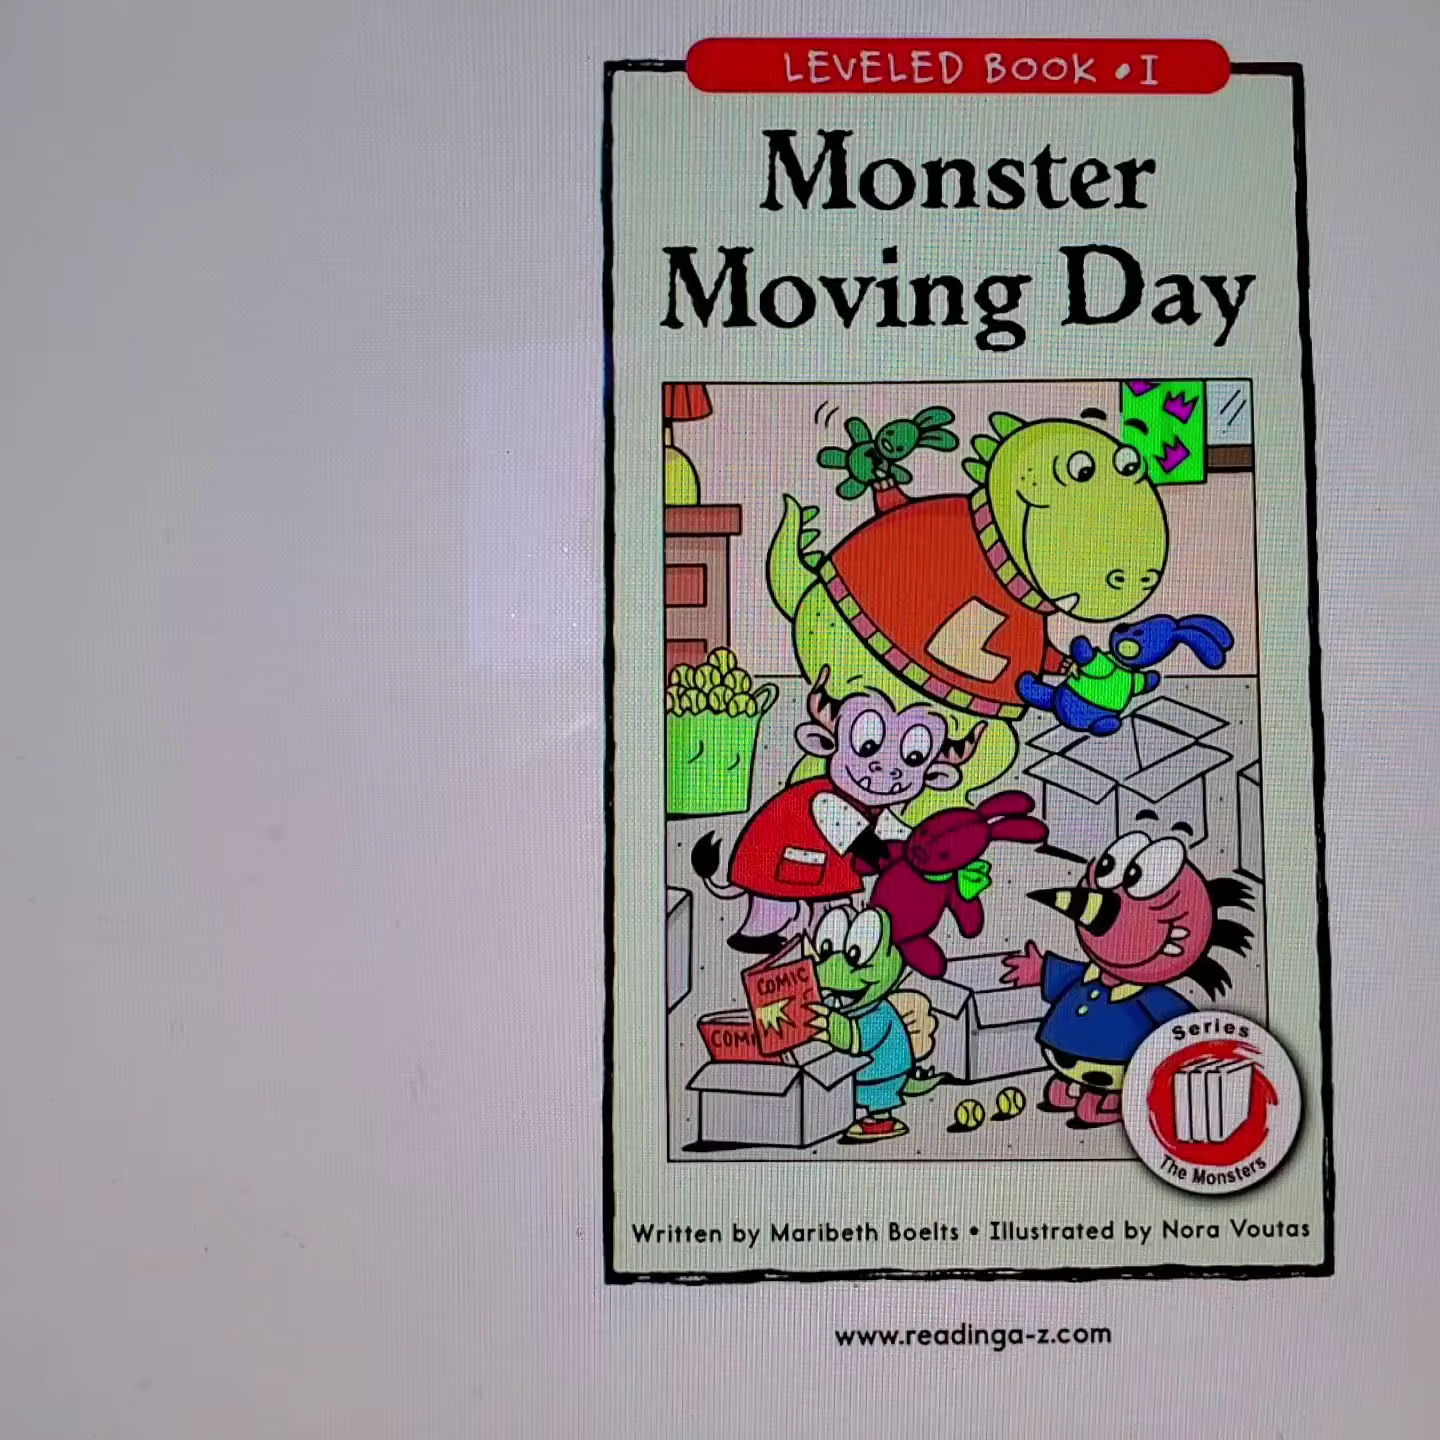 LEVELED BOOK • I
Monster
Moving Day
COMIC
COMI
Series
The Monsters
Written by Maribeth Boelts • Illustrated by Nora Voutas
www.readinga-z.com